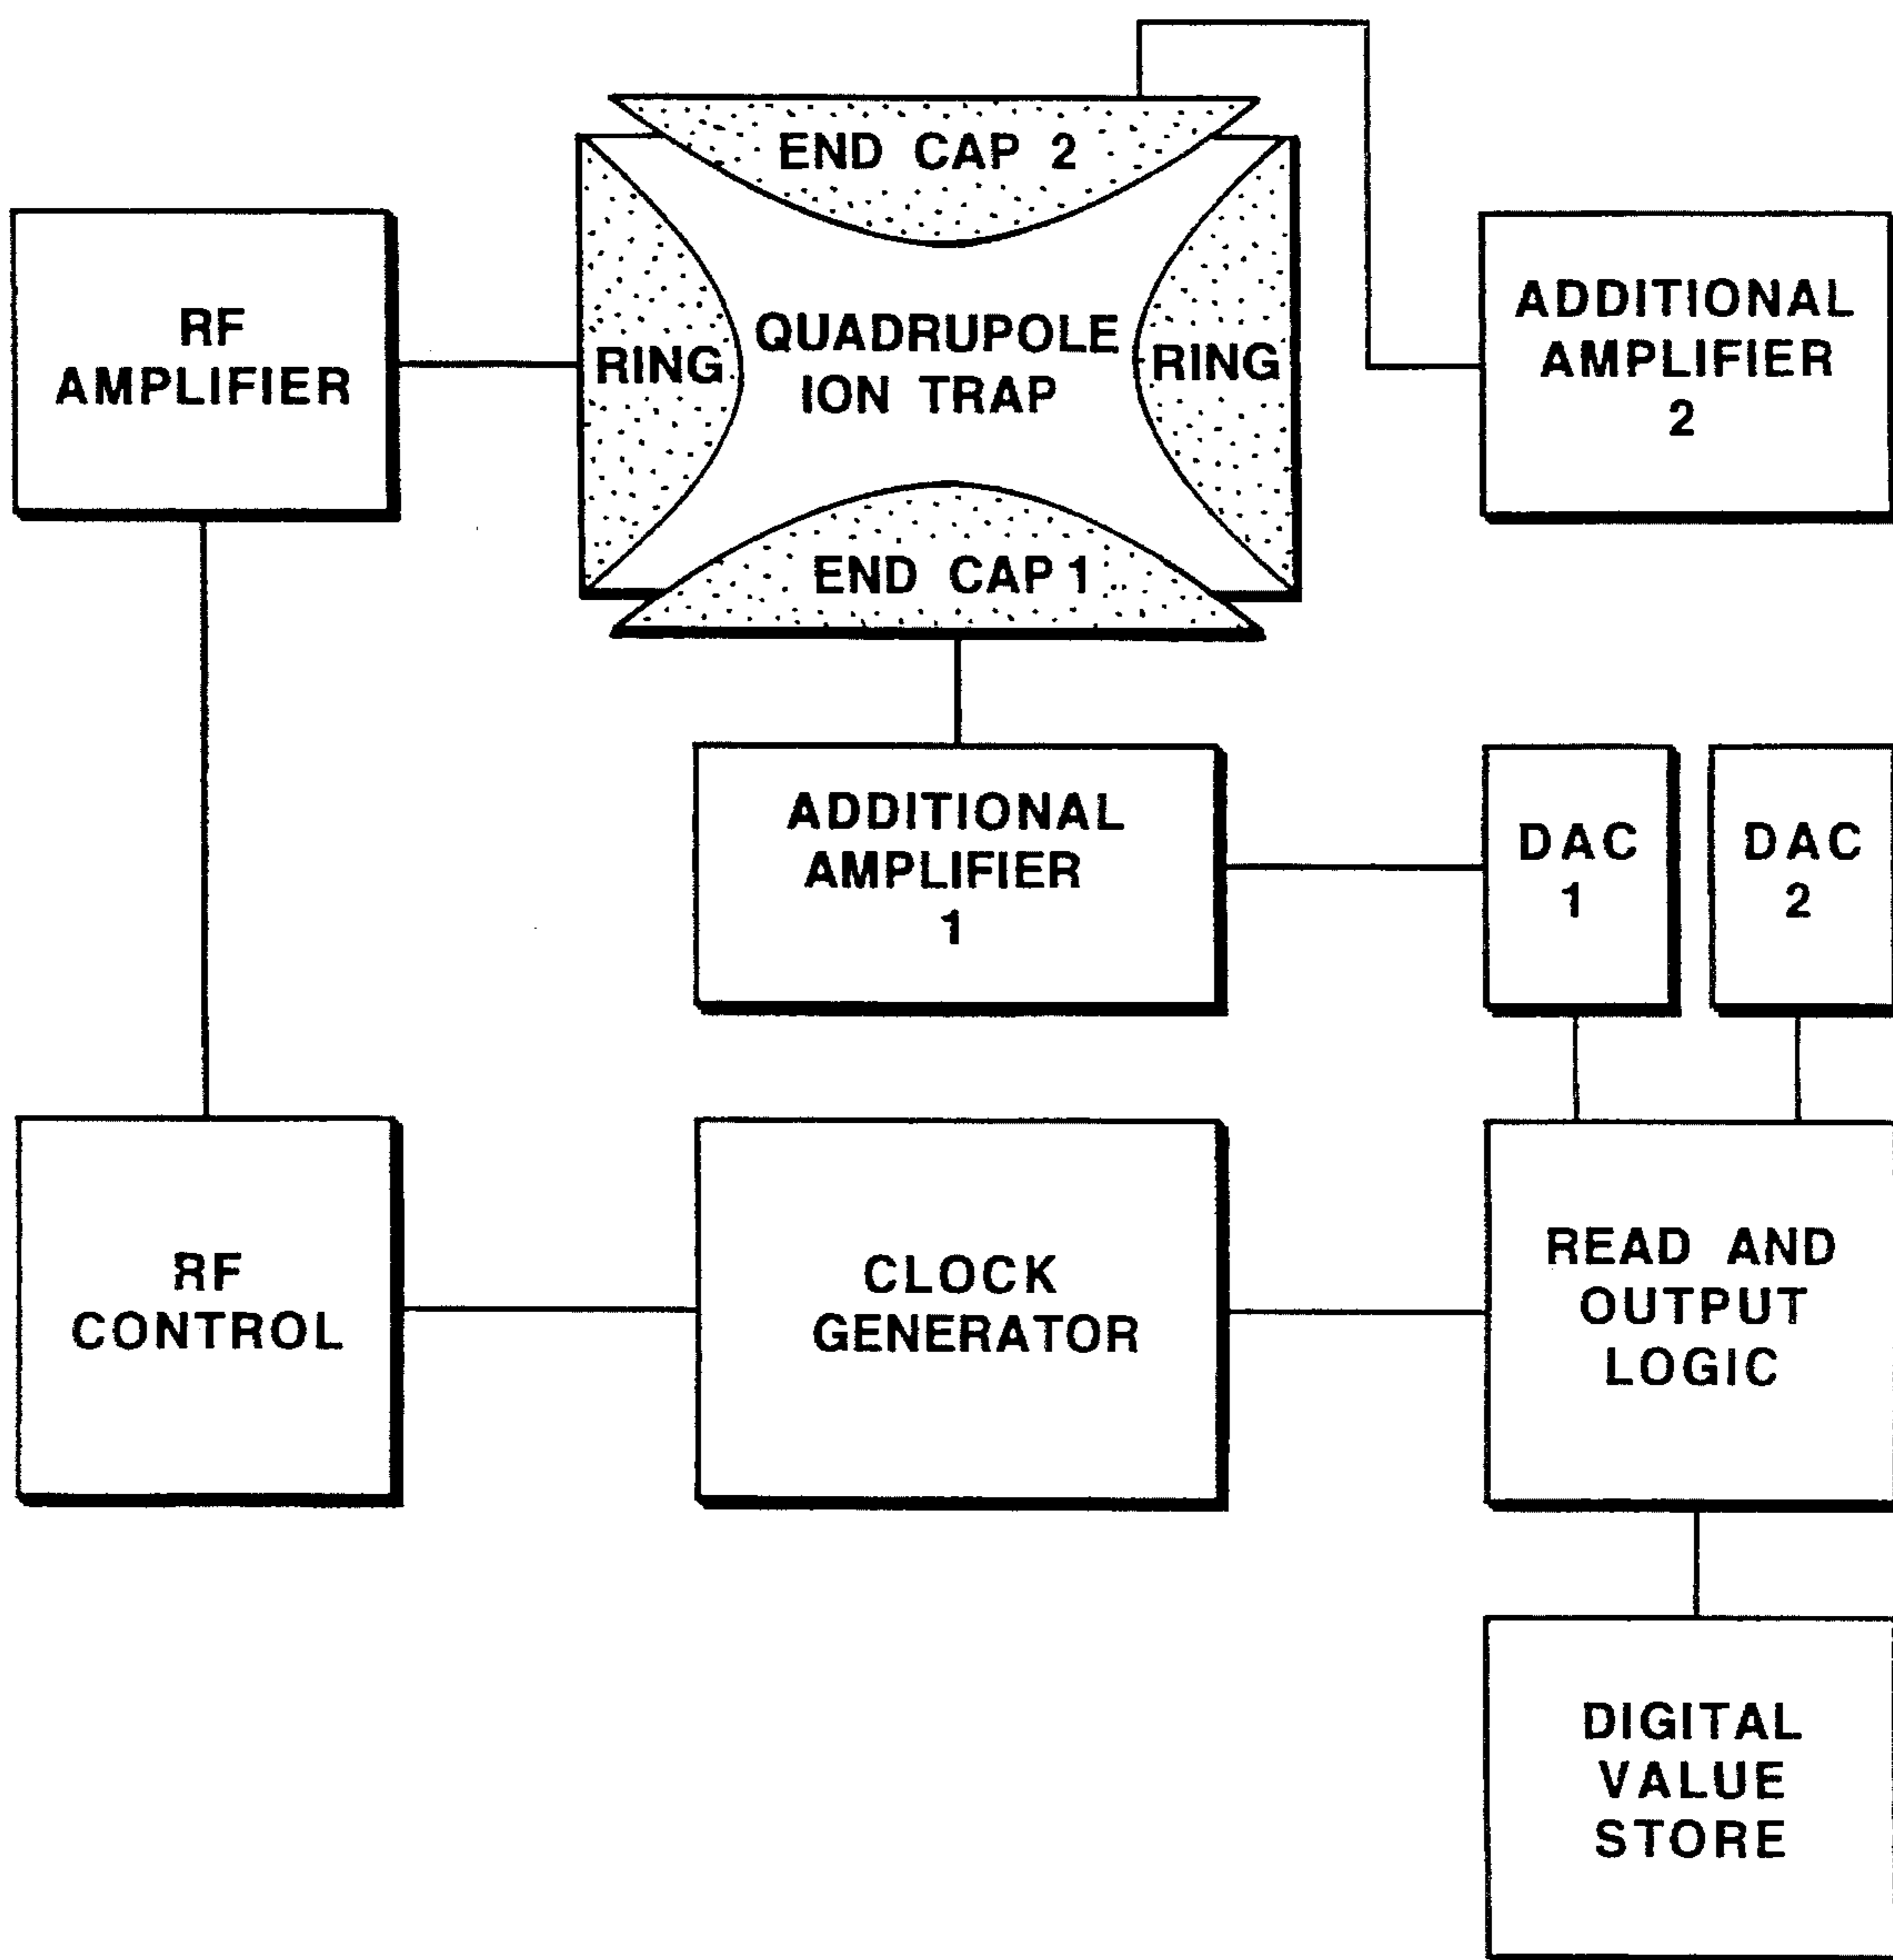 END CAP 2
RF
AMPLIFIER
RING
QUADRUPOLE
ION TRAP
RING
ADDITIONAL
AMPLIFIER
2
END CAP 1
ADDITIONAL
AMPLIFIER
1
DAC
1
DAC
2
RF
CONTROL
CLOCK
GENERATOR
READ AND
OUTPUT
LOGIC
DIGITAL
VALUE
STORE